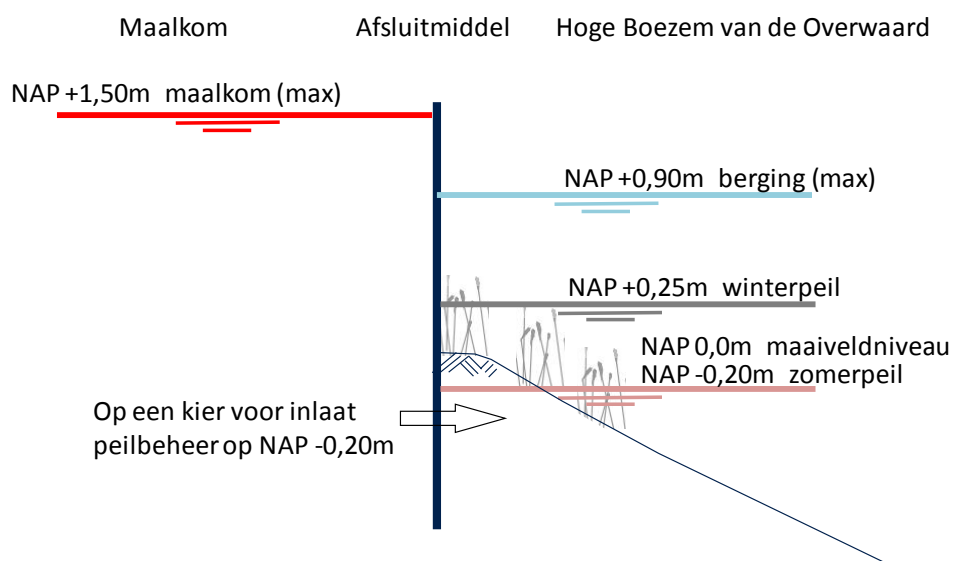 Maalkom Afsluitmiddel Hoge Boezem van de Overwaard
NAP +1,50m maalkom (max)
NAP +0,90m berging (max)
NAP +0,25m winterpeil
NAP 0,0m maaiveldniveau
NAP -0,20m zomerpeil
Op een kier voor inlaat
peilbeheer op NAP -0,20m